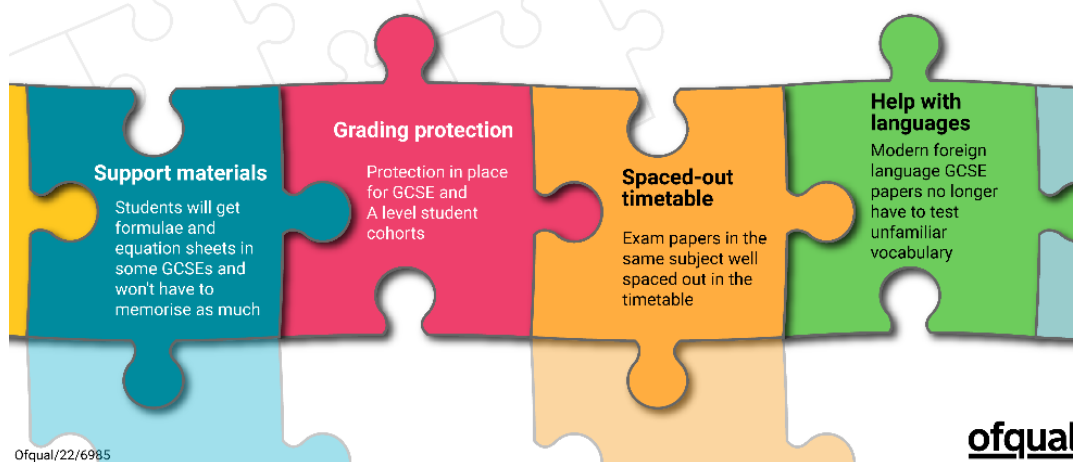 Support materials
Students will get
formulae and
equation sheets in
some GCSEs and
won't have to
memorise as much
Grading protection
Protection in place
for GCSE and
A level student
cohorts
Spaced-out
timetable
Exam papers in the
same subject well
spaced out in the
timetable
Help with
languages
Modern foreign
language GCSE
papers no longer
have to test
unfamiliar
vocabulary
Ofqual/22/6985
ofqual